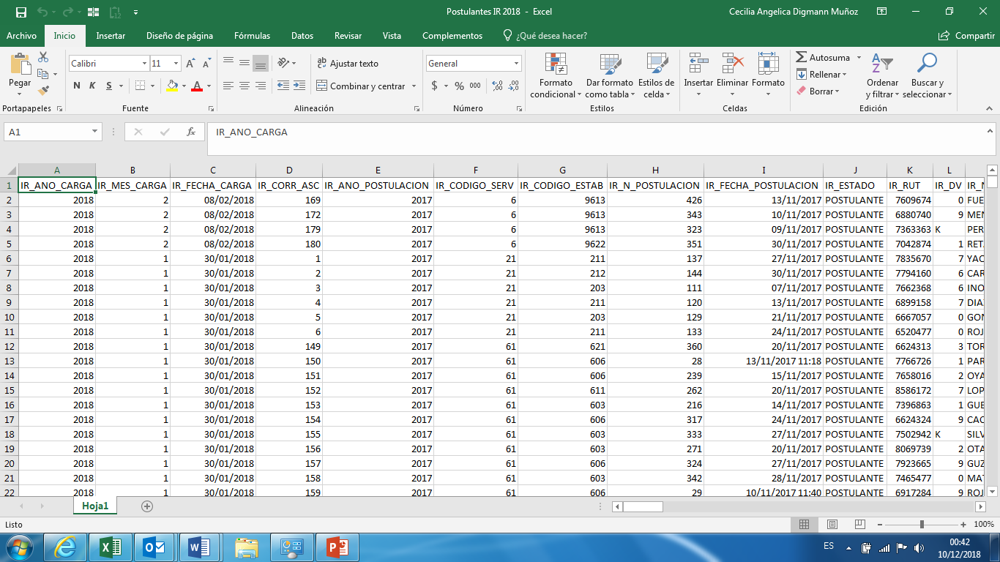 Postulantes IR 2018 - Excel
Cecilia Angelica Digmann Muñoz
Archivo Inicio Insertar Diseño de página Fórmulas Datos Revisar Vista Complementos ¿Qué desea hacer? Compartir
Pegar
Portapapeles
Calibri 11
N K S
Fuente
Ajustar texto
Combinar y centrar
Alineación
General
$ % 000
Número
Formato condicional
Dar formato como tabla
Estilos de celda
Estilos
Insertar Eliminar Formato
Celdas
Autosuma
Rellenar
Borrar
Ordenar y filtrar
Buscar y seleccionar
Edición
A1 fx IR_ANO_CARGA
A B C D E F G H I J K L
1 IR_ANO_CARGA IR_MES_CARGA IR_FECHA_CARGA IR_CORR_ASC IR_ANO_POSTULACION IR_CODIGO_SERV IR_CODIGO_ESTAB IR_N_POSTULACION IR_FECHA_POSTULACION IR_ESTADO IR_RUT IR_DV IR_N
2 2018 2 08/02/2018 169 2017 6 9613 426 13/11/2017 POSTULANTE 7609674 0 FUE
3 2018 2 08/02/2018 172 2017 6 9613 343 10/11/2017 POSTULANTE 6880740 9 MEN
4 2018 2 08/02/2018 179 2017 6 9613 323 09/11/2017 POSTULANTE 7363363 K PER
5 2018 2 08/02/2018 180 2017 6 9622 351 30/11/2017 POSTULANTE 7042874 1 RET
6 2018 1 30/01/2018 1 2017 21 211 137 27/11/2017 POSTULANTE 7835670 7 YAC
7 2018 1 30/01/2018 2 2017 21 212 144 30/11/2017 POSTULANTE 7794160 6 CAR
8 2018 1 30/01/2018 3 2017 21 203 111 07/11/2017 POSTULANTE 7662368 6 INO
9 2018 1 30/01/2018 4 2017 21 211 120 13/11/2017 POSTULANTE 6899158 7 DIA
10 2018 1 30/01/2018 5 2017 21 203 129 21/11/2017 POSTULANTE 6667057 0 GON
11 2018 1 30/01/2018 6 2017 21 211 133 24/11/2017 POSTULANTE 6520477 0 ROJ
12 2018 1 30/01/2018 149 2017 61 621 360 20/11/2017 POSTULANTE 6624313 3 TOR
13 2018 1 30/01/2018 150 2017 61 606 28 13/11/2017 11:18 POSTULANTE 7766726 1 PAR
14 2018 1 30/01/2018 151 2017 61 606 239 15/11/2017 POSTULANTE 7658016 2 OYA
15 2018 1 30/01/2018 152 2017 61 611 262 20/11/2017 POSTULANTE 8586172 7 LOP
16 2018 1 30/01/2018 153 2017 61 603 216 14/11/2017 POSTULANTE 7396863 1 GUE
17 2018 1 30/01/2018 154 2017 61 606 317 24/11/2017 POSTULANTE 6624324 9 CAC
18 2018 1 30/01/2018 155 2017 61 603 333 27/11/2017 POSTULANTE 7502942 K SILV
19 2018 1 30/01/2018 156 2017 61 603 271 20/11/2017 POSTULANTE 8069739 2 OTA
20 2018 1 30/01/2018 157 2017 61 606 324 27/11/2017 POSTULANTE 7923665 9 GUZ
21 2018 1 30/01/2018 158 2017 61 603 342 28/11/2017 POSTULANTE 7465477 0 MAT
22 2018 1 30/01/2018 159 2017 61 606 29 10/11/2017 11:40 POSTULANTE 6917284 9 ROJ
Hoja1
Listo
100%
ES
00:42
10/12/2018